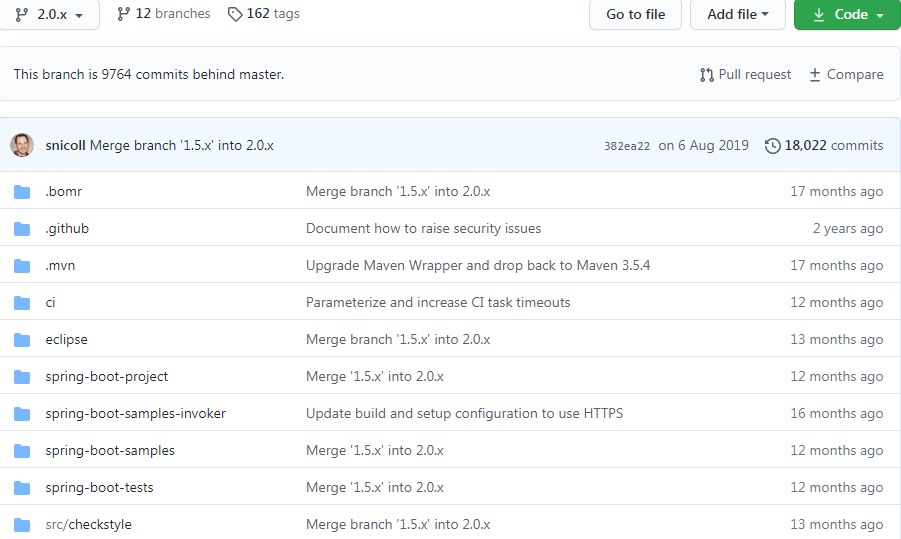 2.0.x 12 branches 162 tags Go to file Add file Code
This branch is 9764 commits behind master. Pull request Compare
snicoll Merge branch '1.5.x' into 2.0.x 382ea22 on 6 Aug 2019 18,022 commits
.bomr Merge branch '1.5.x' into 2.0.x 17 months ago
.github Document how to raise security issues 2 years ago
.mvn Upgrade Maven Wrapper and drop back to Maven 3.5.4 17 months ago
ci Parameterize and increase CI task timeouts 12 months ago
eclipse Merge branch '1.5.x' into 2.0.x 13 months ago
spring-boot-project Merge '1.5.x' into 2.0.x 12 months ago
spring-boot-samples-invoker Update build and setup configuration to use HTTPS 16 months ago
spring-boot-samples Merge '1.5.x' into 2.0.x 12 months ago
spring-boot-tests Merge '1.5.x' into 2.0.x 12 months ago
src/checkstyle Merge branch '1.5.x' into 2.0.x 13 months ago